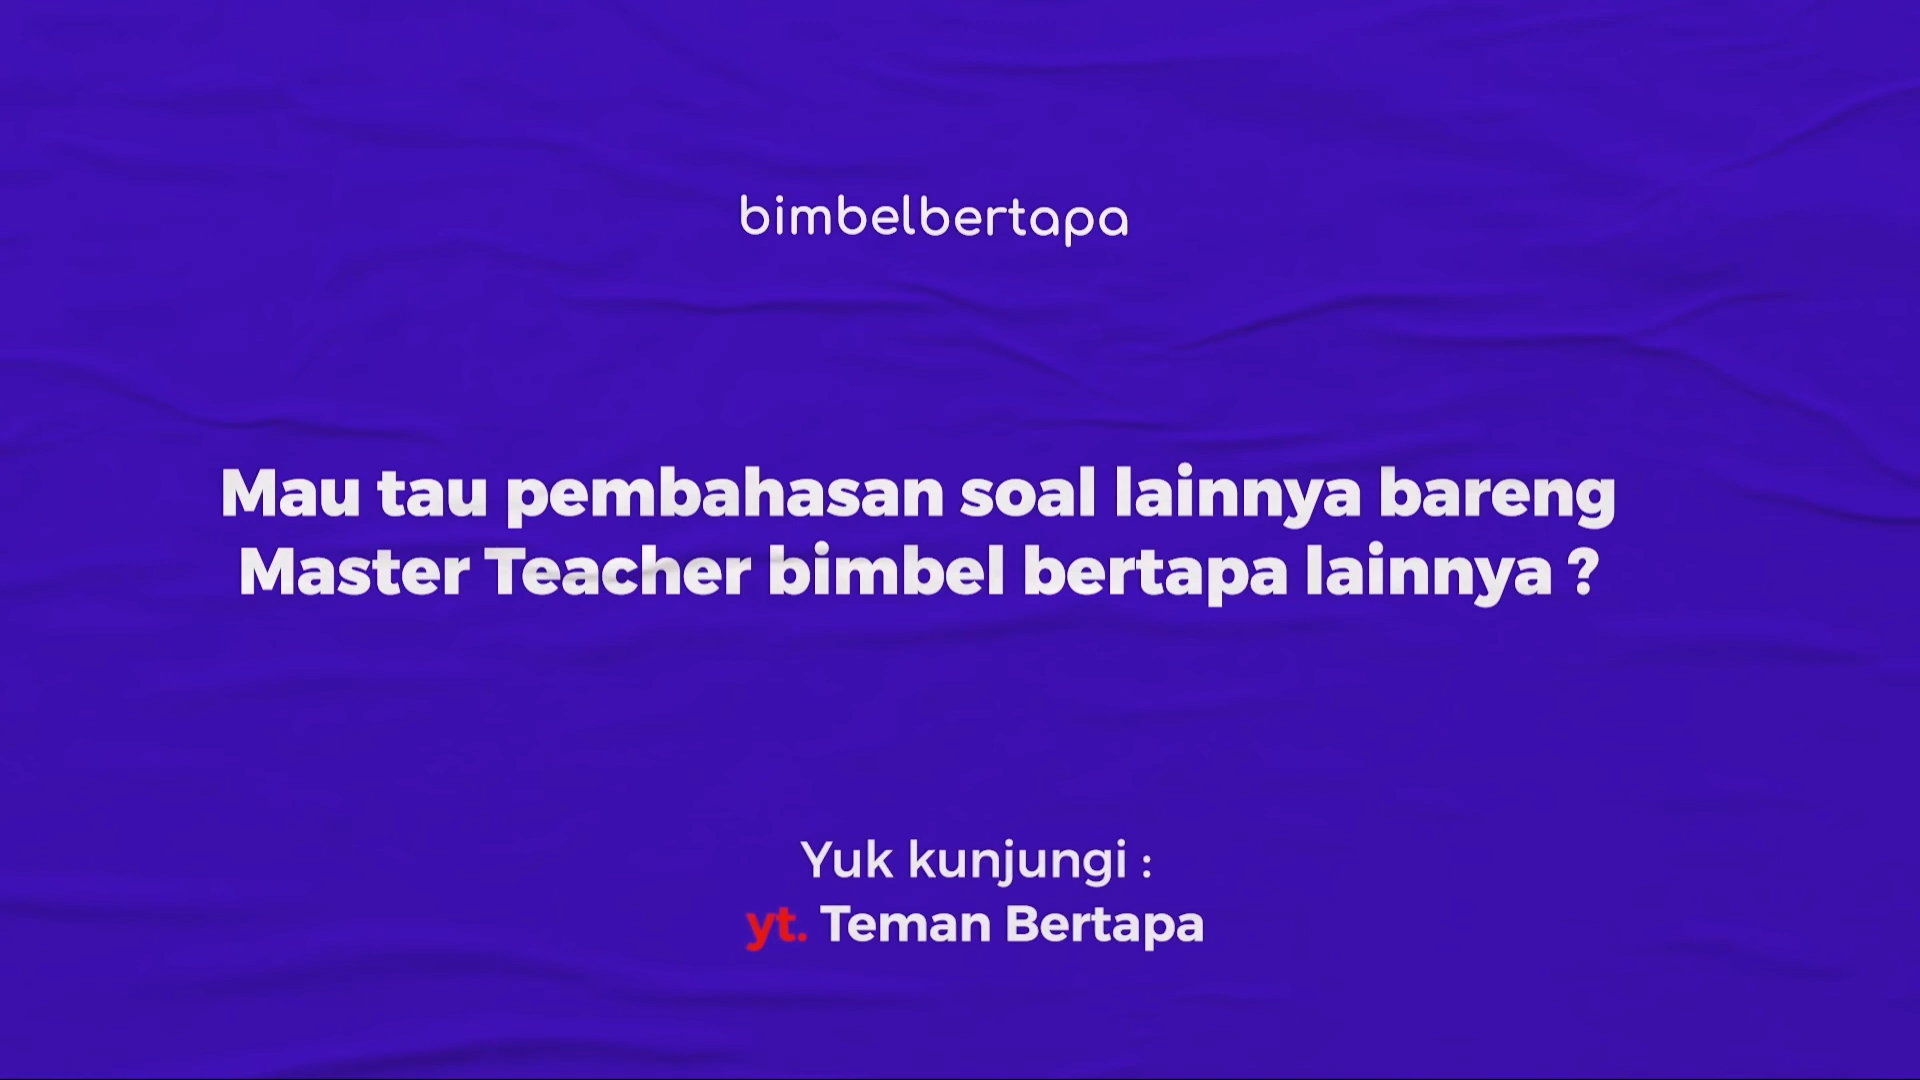 bimbelbertapa
Mau tau pembahasan soal lainnya bareng
Master Teacher bimbel bertapa lainnya ?
Yuk kunjungi :
yt. Teman Bertapa